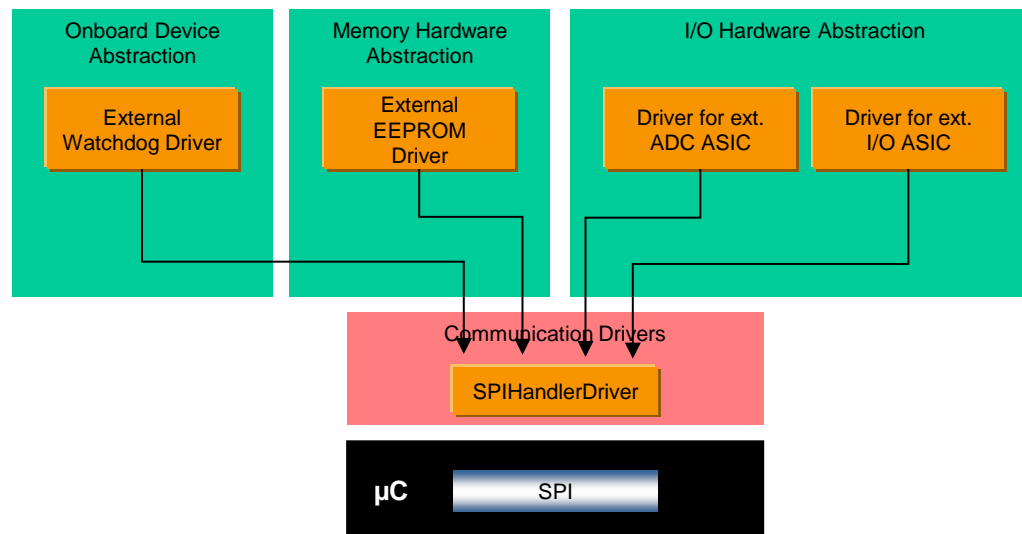 Onboard Device
Abstraction
External
Watchdog Driver
Memory Hardware
Abstraction
External
EEPROM
Driver
I/O Hardware Abstraction
Driver for ext.
ADC ASIC
Driver for ext.
I/O ASIC
Communication Drivers
SPIHandlerDriver
µC
SPI